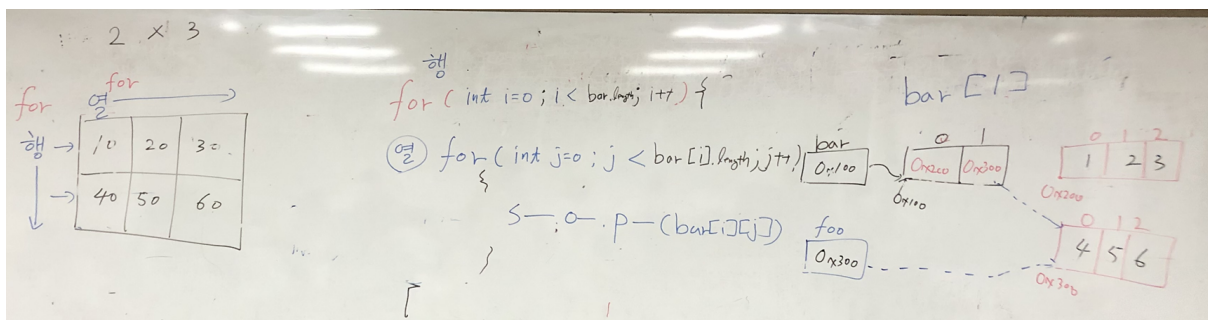 2 × 3
for
for
열
행
10 20 30
40 50 60
행
for ( int i=0 ; i < bar.length; i++ ) {
열 for ( int j=0 ; j < bar[i].length; j++ )
{
S—.O—.P—(bar[i][j])
}
bar [1]
bar
0x100
0 1
0x200 0x300
0x100
0 1 2
1 2 3
0x200
foo
0x300
0 1 2
4 5 6
0x300